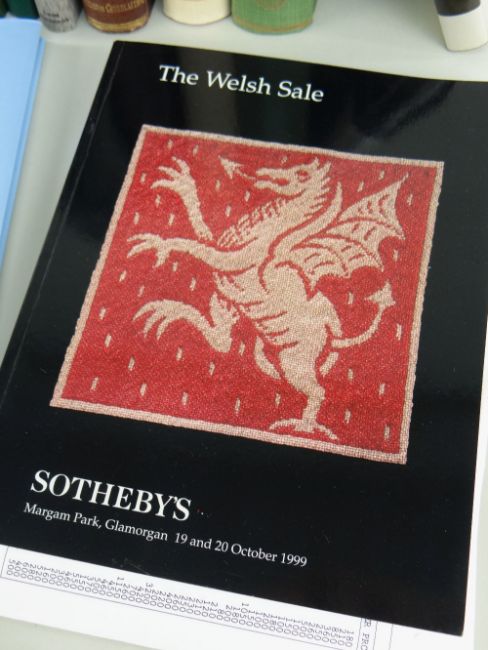 The Welsh Sale
SOTHEBY'S
Margam Park, Glamorgan 19 and 20 October 1999